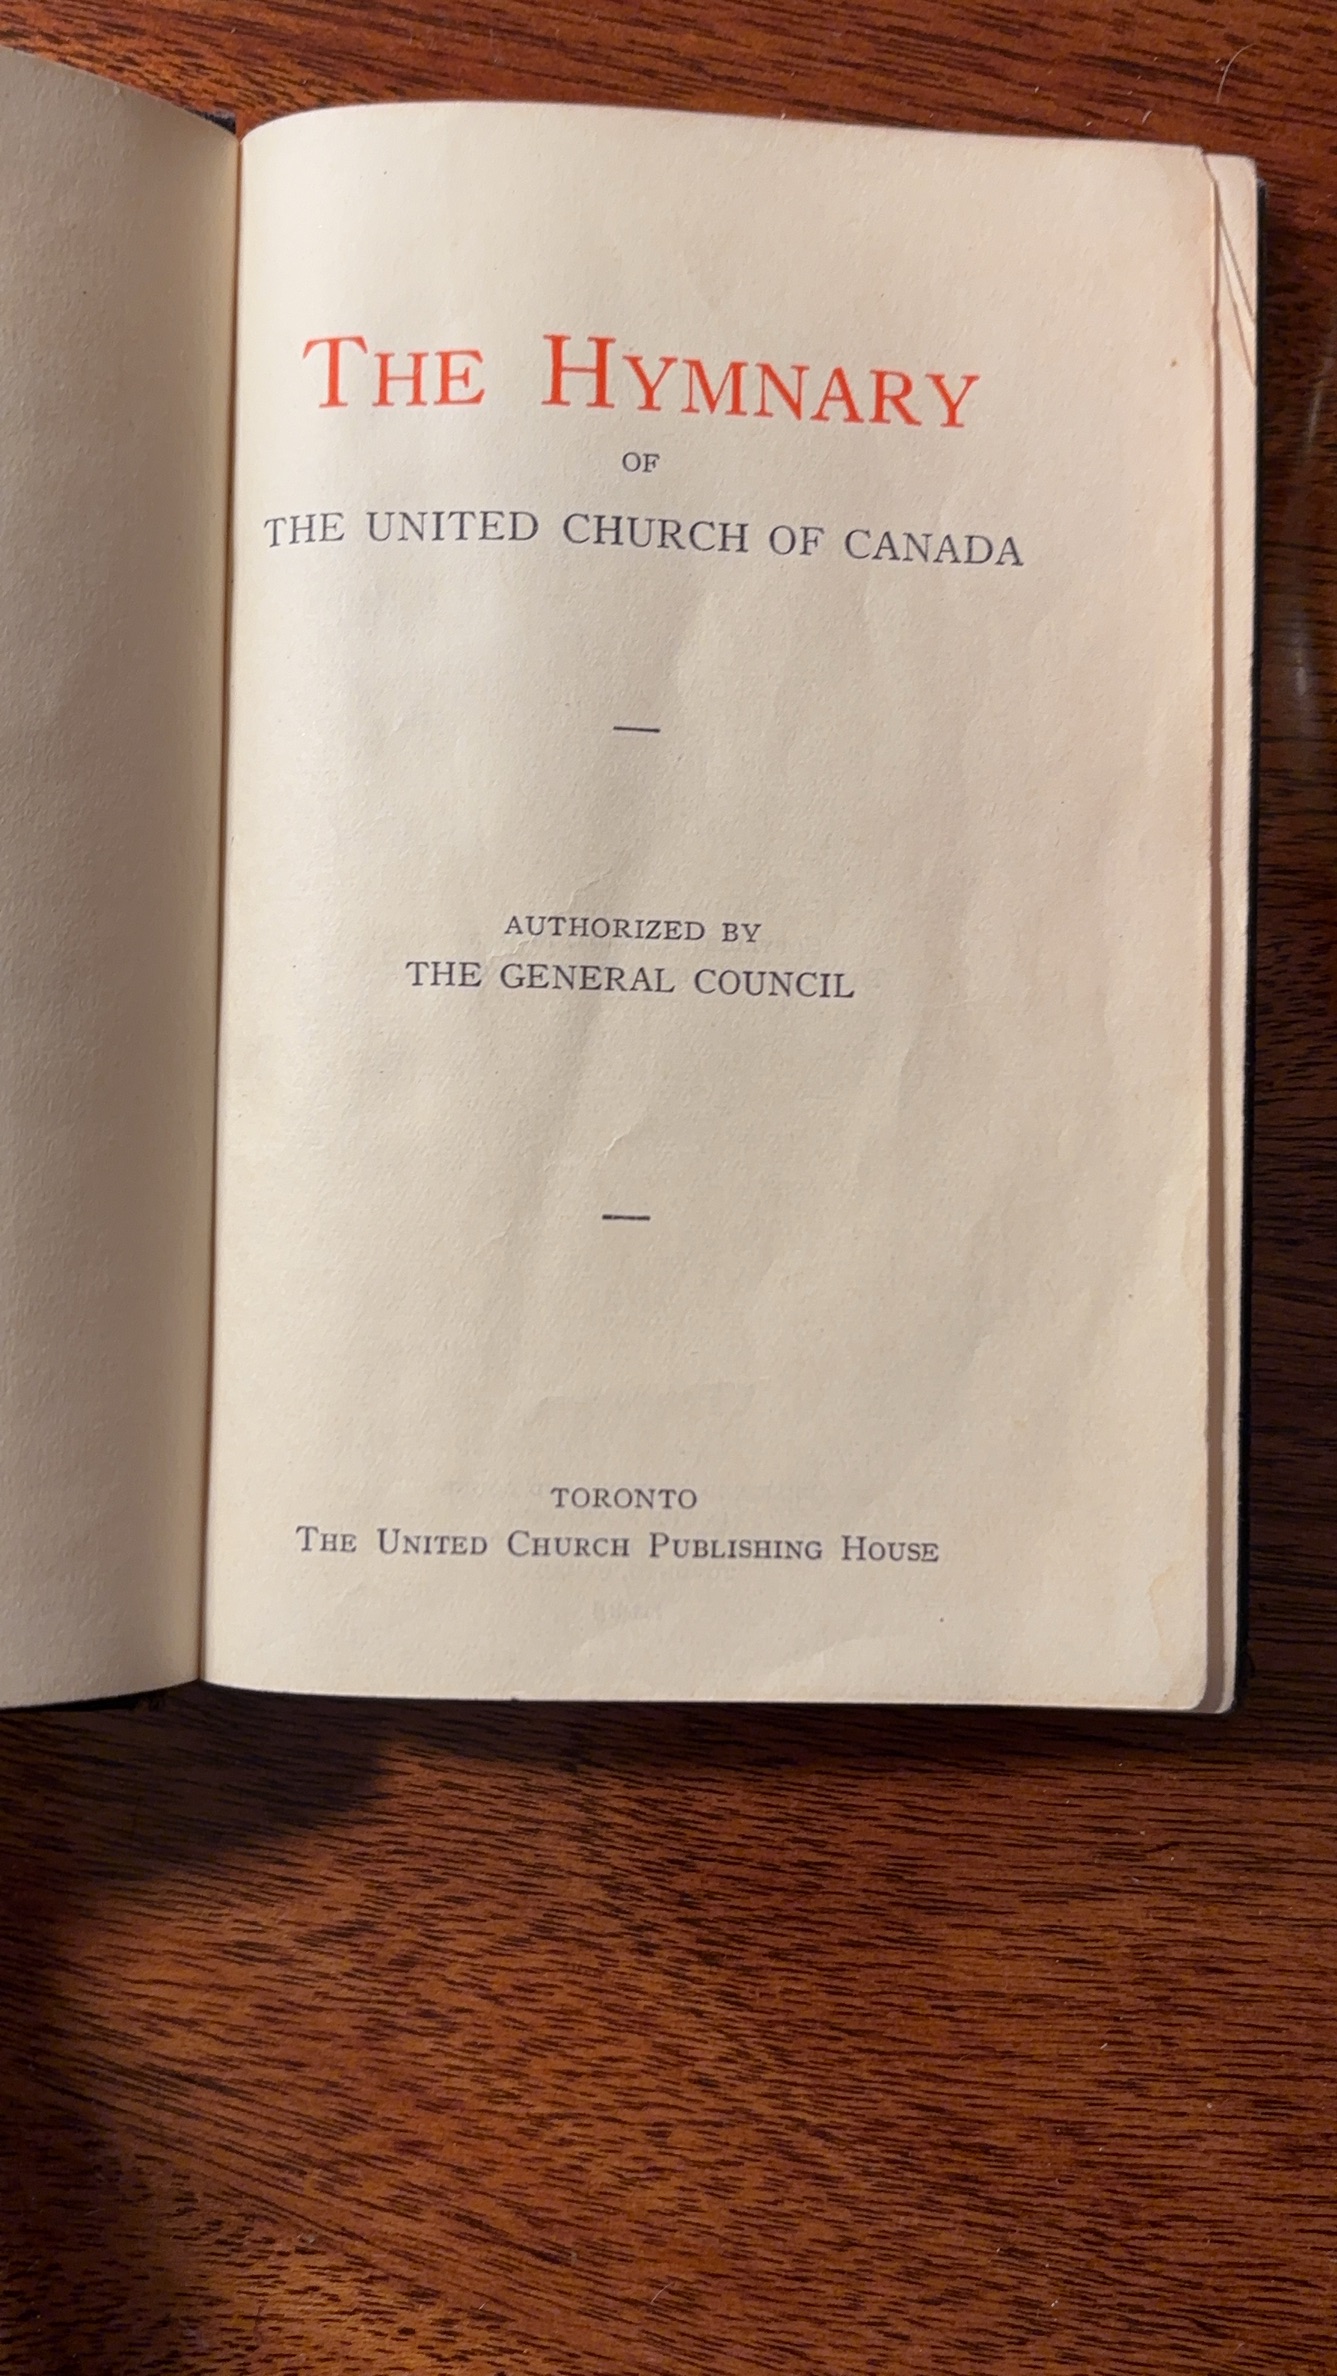 THE HYMNARY
OF
THE UNITED CHURCH OF CANADA
AUTHORIZED BY
THE GENERAL COUNCIL
TORONTO
THE UNITED CHURCH PUBLISHING HOUSE